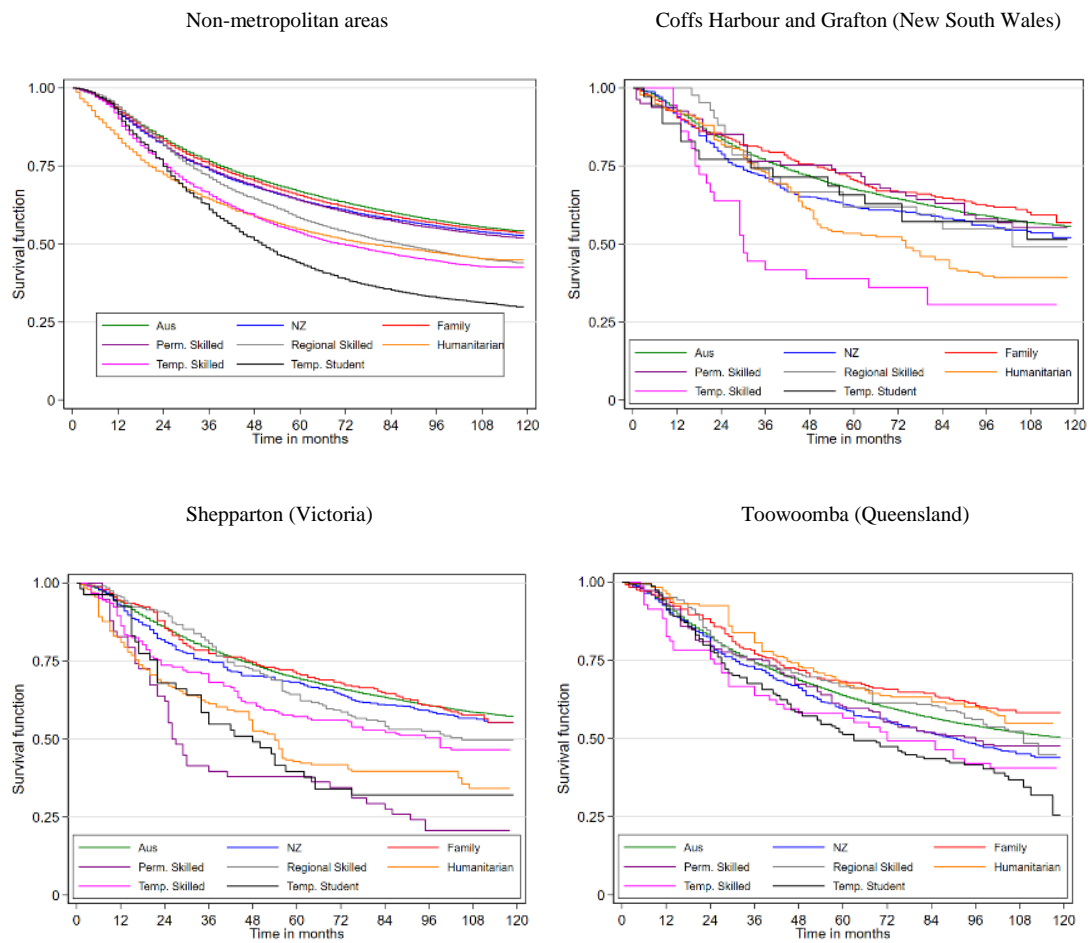 Non-metropolitan areas
Survival function
1.00
0.75
0.50
0.25
0
Aus NZ Family
Perm. Skilled Regional Skilled Humanitarian
Temp. Skilled Temp. Student
0 12 24 36 48 60 72 84 96 108 120
Time in months
Coffs Harbour and Grafton (New South Wales)
Survival function
1.00
0.75
0.50
0.25
0
Aus NZ Family
Perm. Skilled Regional Skilled Humanitarian
Temp. Skilled Temp. Student
0 12 24 36 48 60 72 84 96 108 120
Time in months
Shepparton (Victoria)
Survival function
1.00
0.75
0.50
0.25
0
Aus NZ Family
Perm. Skilled Regional Skilled Humanitarian
Temp. Skilled Temp. Student
0 12 24 36 48 60 72 84 96 108 120
Time in months
Toowoomba (Queensland)
Survival function
1.00
0.75
0.50
0.25
0
Aus NZ Family
Perm. Skilled Regional Skilled Humanitarian
Temp. Skilled Temp. Student
0 12 24 36 48 60 72 84 96 108 120
Time in months